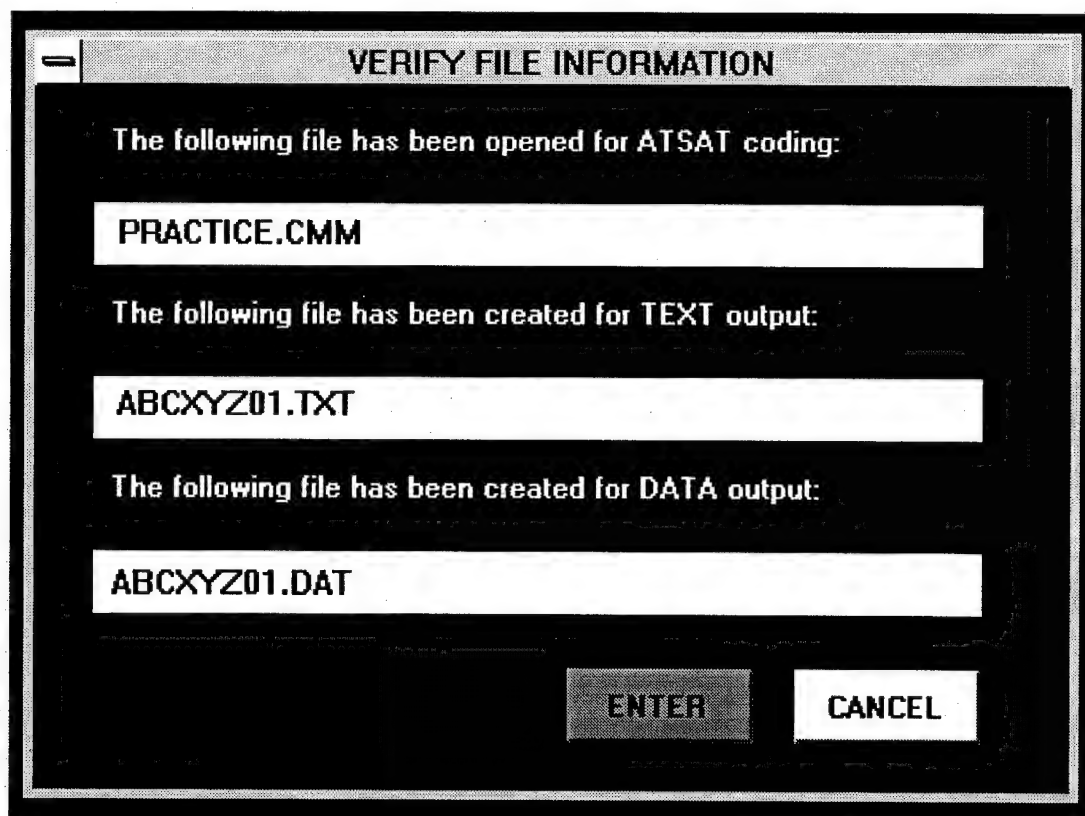 VERIFY FILE INFORMATION
The following file has been opened for ATSAT coding:
PRACTICE.CMM
The following file has been created for TEXT output:
ABCXYZ01.TXT
The following file has been created for DATA output:
ABCXYZ01.DAT
ENTER CANCEL